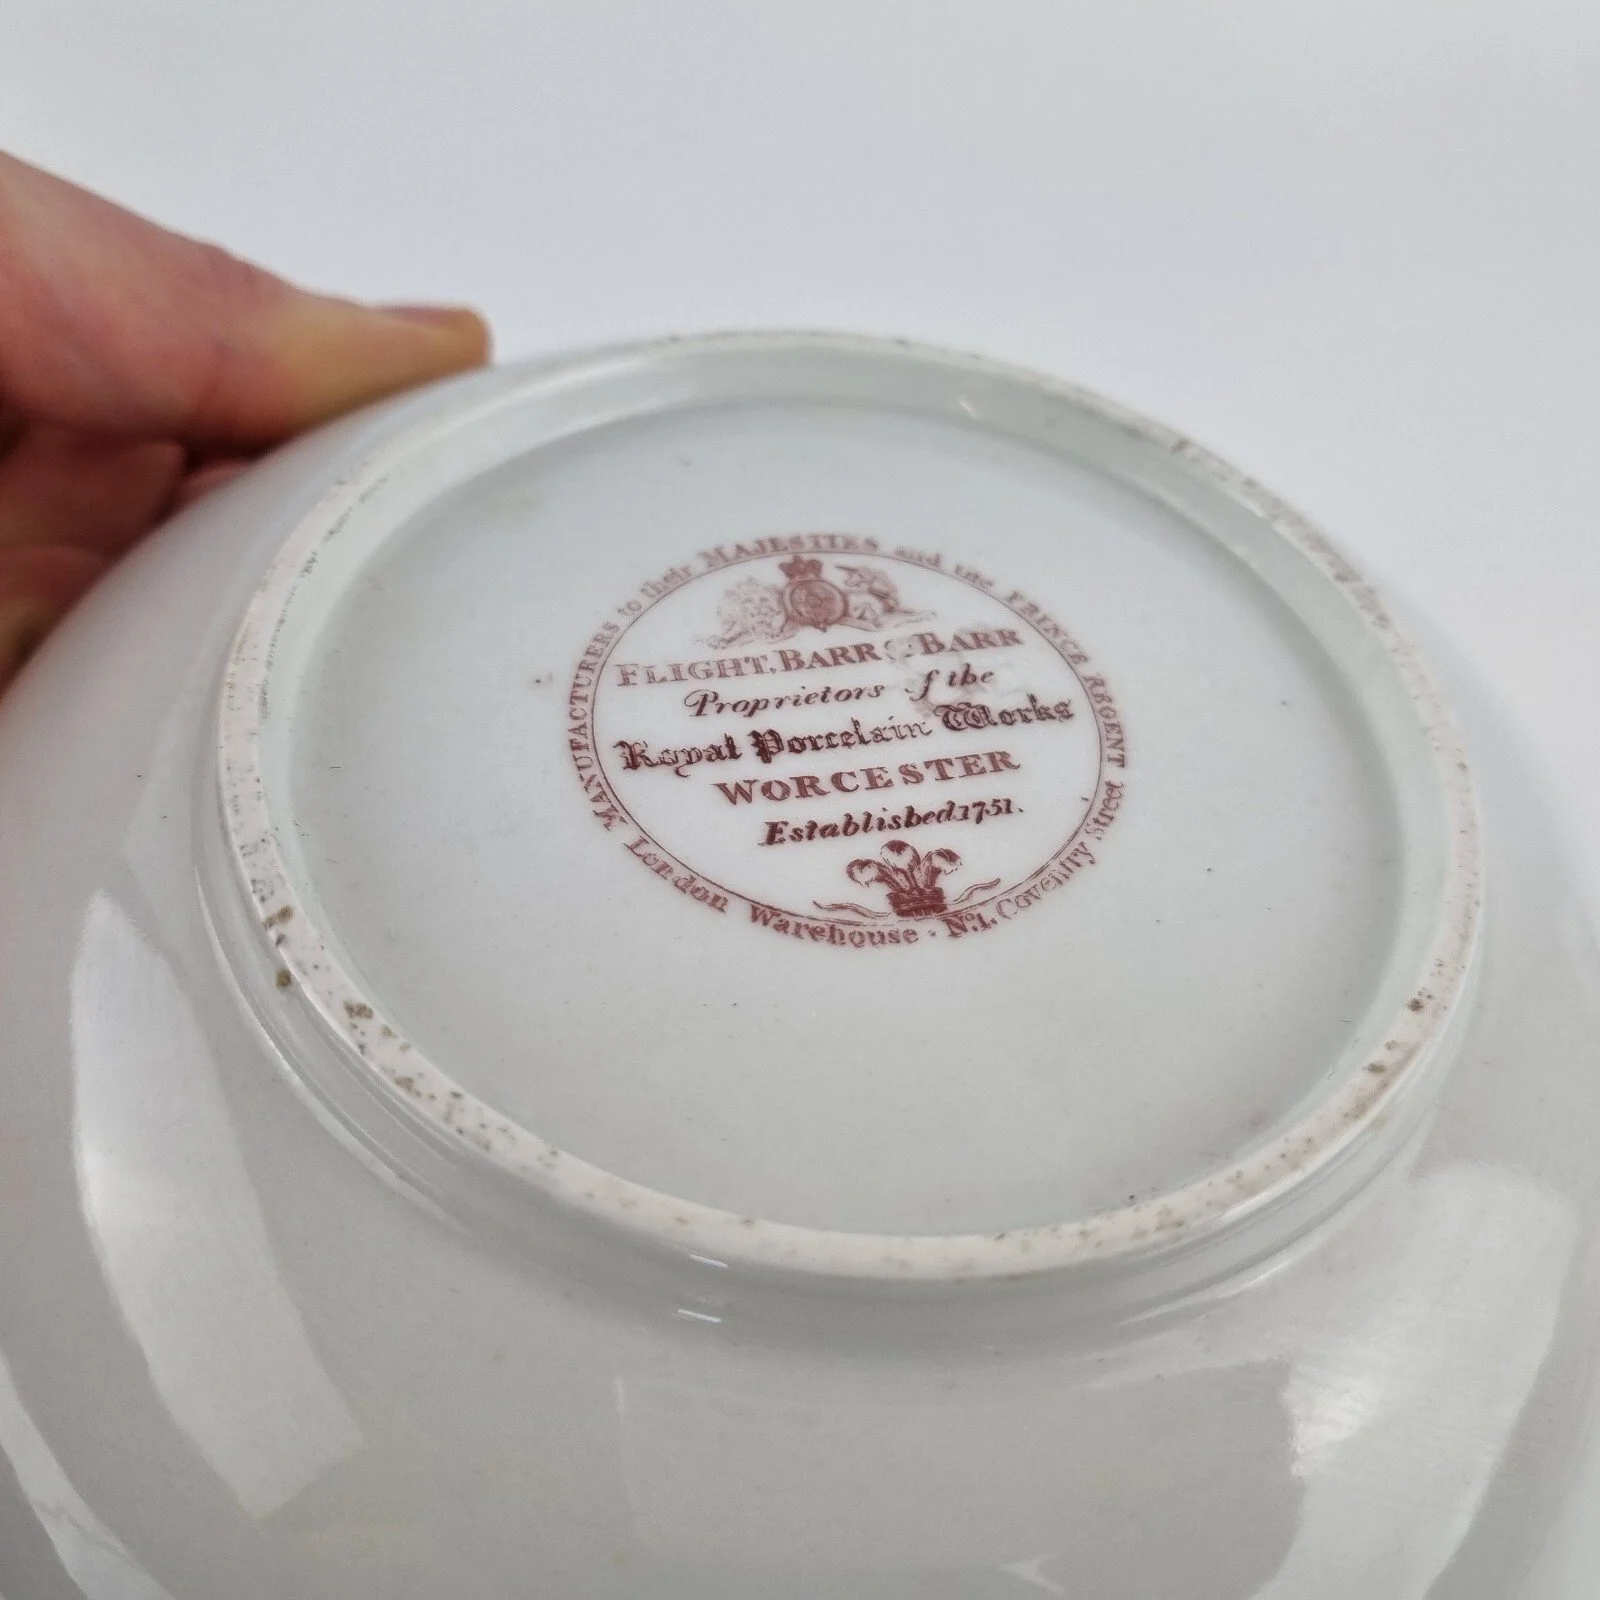 MANUFACTURERS to their MAJESTIES and the PRINCE REGENT
FLIGHT, BARR & BARR
Proprietors of the
Royal Porcelain Works
WORCESTER
Established 1751.
London Warehouse · No. 1, Coventry Street